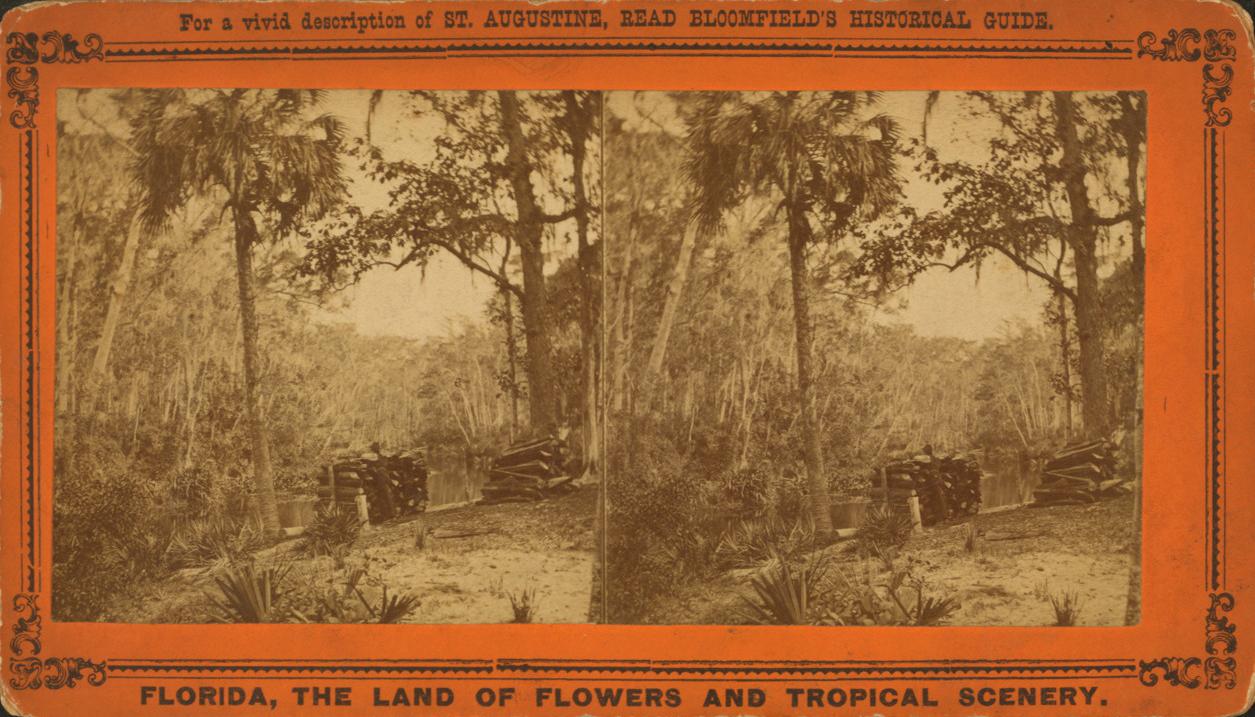 For a vivid description of ST. AUGUSTINE, READ BLOOMFIELD'S HISTORICAL GUIDE.
FLORIDA, THE LAND OF FLOWERS AND TROPICAL SCENERY.